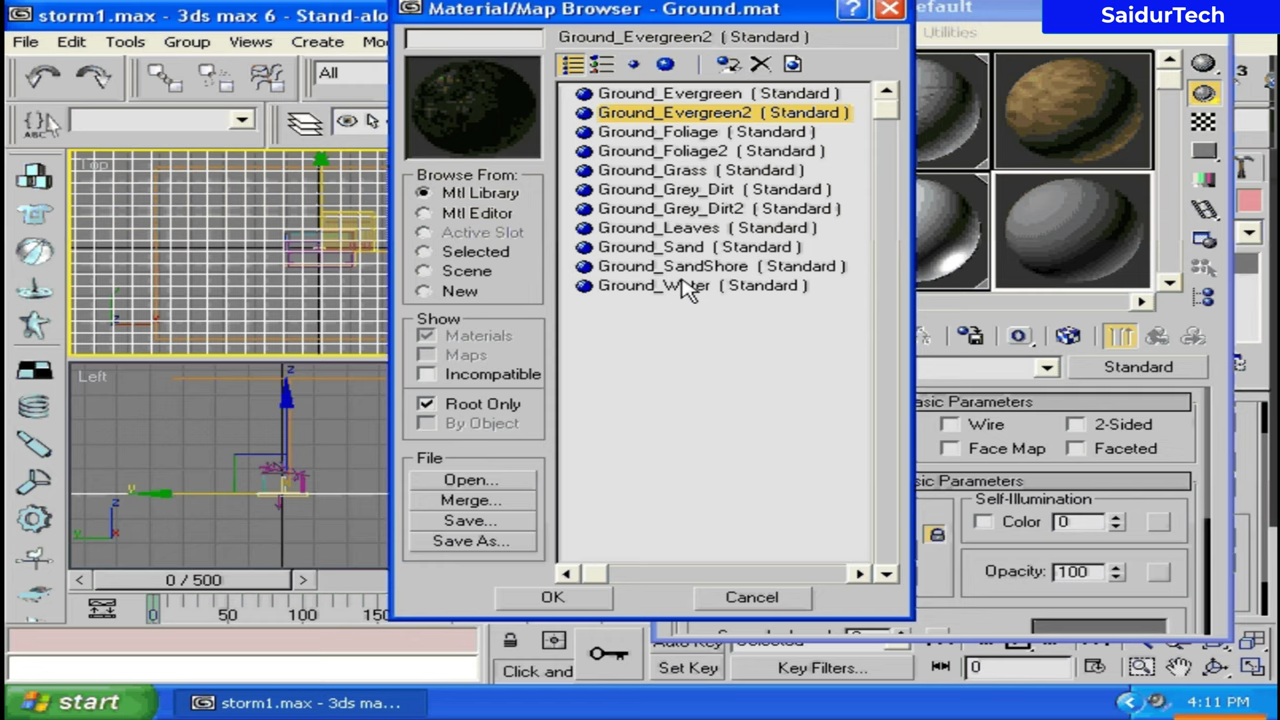 storm1.max - 3ds max 6 - Stand-alo
Material/Map Browser - Ground.mat
SaidurTech
File Edit Tools Group Views Create
Utilities
Ground_Evergreen2 ( Standard )
All
3
Ground_Evergreen ( Standard )
Ground_Evergreen2 ( Standard )
Ground_Foliage ( Standard )
Ground_Foliage2 ( Standard )
Ground_Grass ( Standard )
Ground_Grey_Dirt ( Standard )
Ground_Grey_Dirt2 ( Standard )
Ground_Leaves ( Standard )
Ground_Sand ( Standard )
Ground_SandShore ( Standard )
( Standard )
Browse From:
Mtl Library
Mtl Editor
Active Slot
Selected
Scene
New
Show
Materials
Maps
Incompatible
Root Only
By Object
File
Open...
Merge...
Save...
Save As...
OK
Cancel
Top
Left
z
y
z
y
x
0 / 500
0 50 100
Standard
asic Parameters
Wire
2-Sided
Face Map
Faceted
Parameters
Self-Illumination
Color 0
Opacity: 100
Click and
Set Key
Key Filters...
0
start
storm1.max - 3ds ma...
4:11 PM